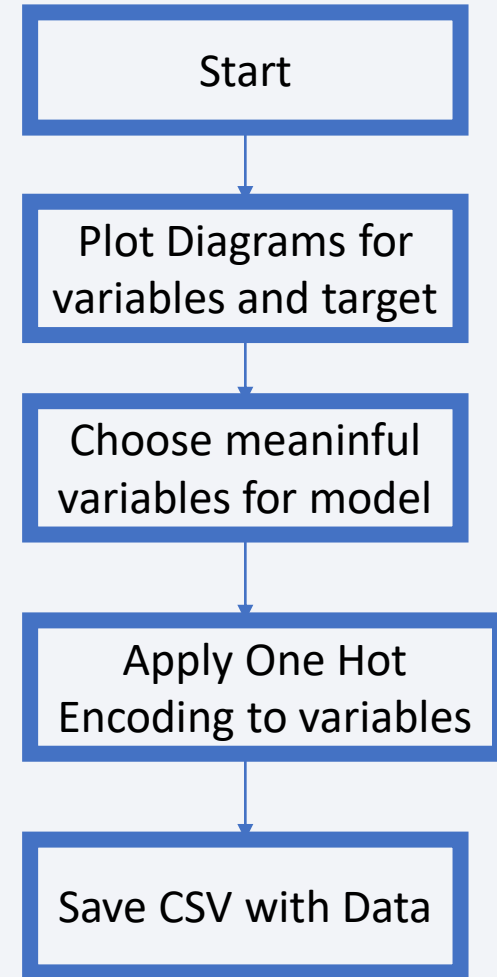 Start
Plot Diagrams for
variables and target
Choose meaninful
variables for model
Apply One Hot
Encoding to variables
Save CSV with Data